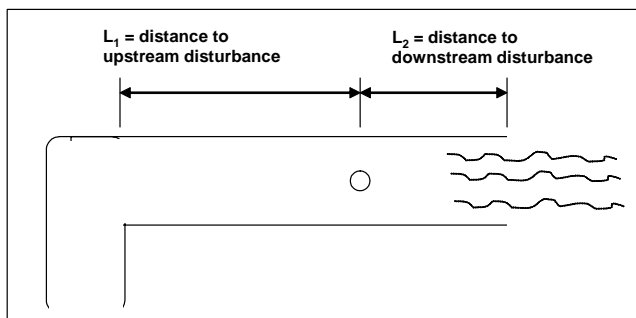 L₁ = distance to
upstream disturbance
L₂ = distance to
downstream disturbance